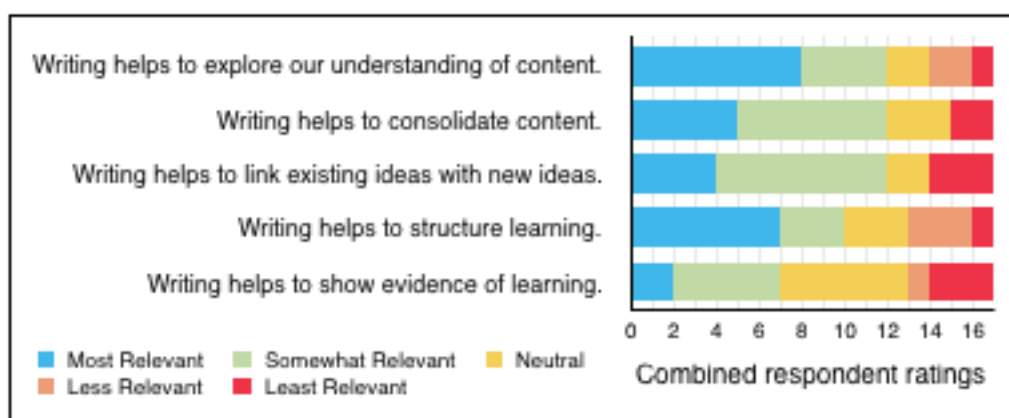 Writing helps to explore our understanding of content.
Writing helps to consolidate content.
Writing helps to link existing ideas with new ideas.
Writing helps to structure learning.
Writing helps to show evidence of learning.
0 2 4 6 8 10 12 14 16
Most Relevant Somewhat Relevant Neutral
Less Relevant Least Relevant
Combined respondent ratings